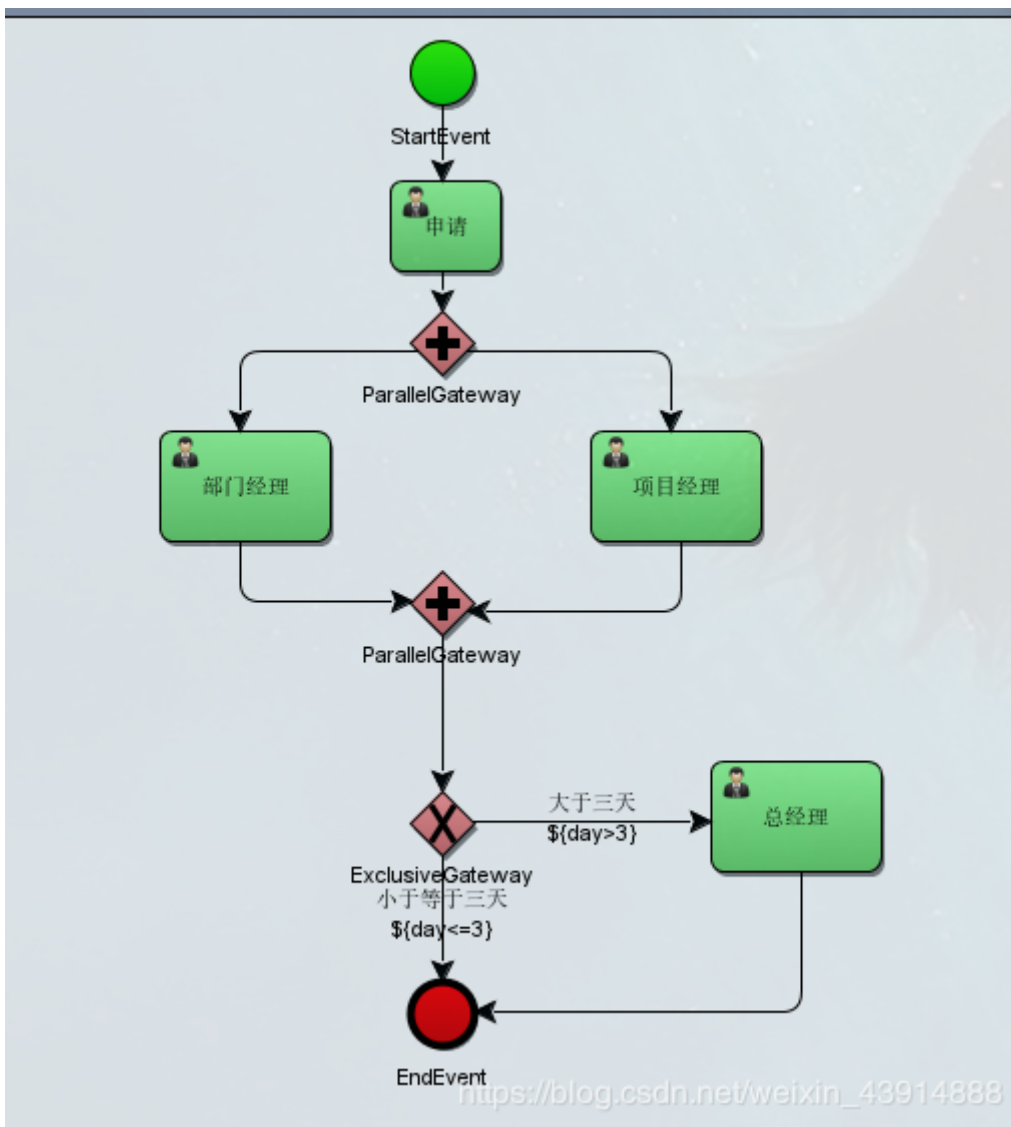 StartEvent
申请
ParallelGateway
部门经理
项目经理
ParallelGateway
大于三天
${day>3}
总经理
ExclusiveGateway
小于等于三天
${day<=3}
EndEvent
https://blog.csdn.net/weixin_43914888